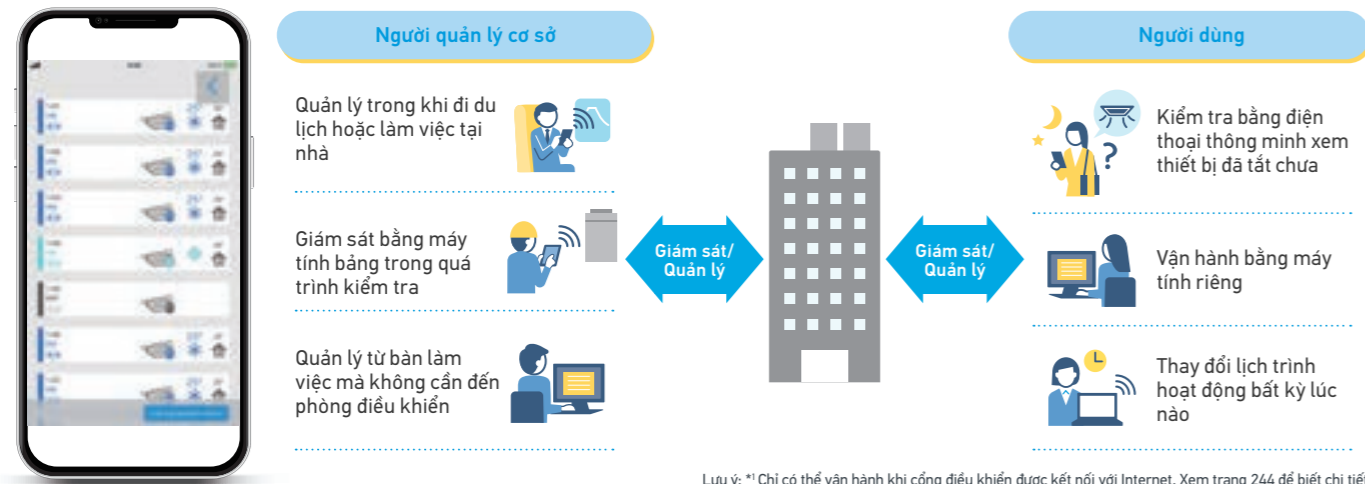 Người quản lý cơ sở
Quản lý trong khi đi du
lịch hoặc làm việc tại
nhà
Giám sát bằng máy
tính bảng trong quá
trình kiểm tra
Quản lý từ bàn làm
việc mà không cần đến
phòng điều khiển
Giám sát/
Quản lý
Giám sát/
Quản lý
Người dùng
Kiểm tra bằng điện
thoại thông minh xem
thiết bị đã tắt chưa
?
Vận hành bằng máy
tính riêng
Thay đổi lịch trình
hoạt động bất kỳ lúc
nào
Lưu ý: *¹ Chỉ có thể vận hành khi cổng điều khiển được kết nối với Internet. Xem trang 244 để biết chi tiết